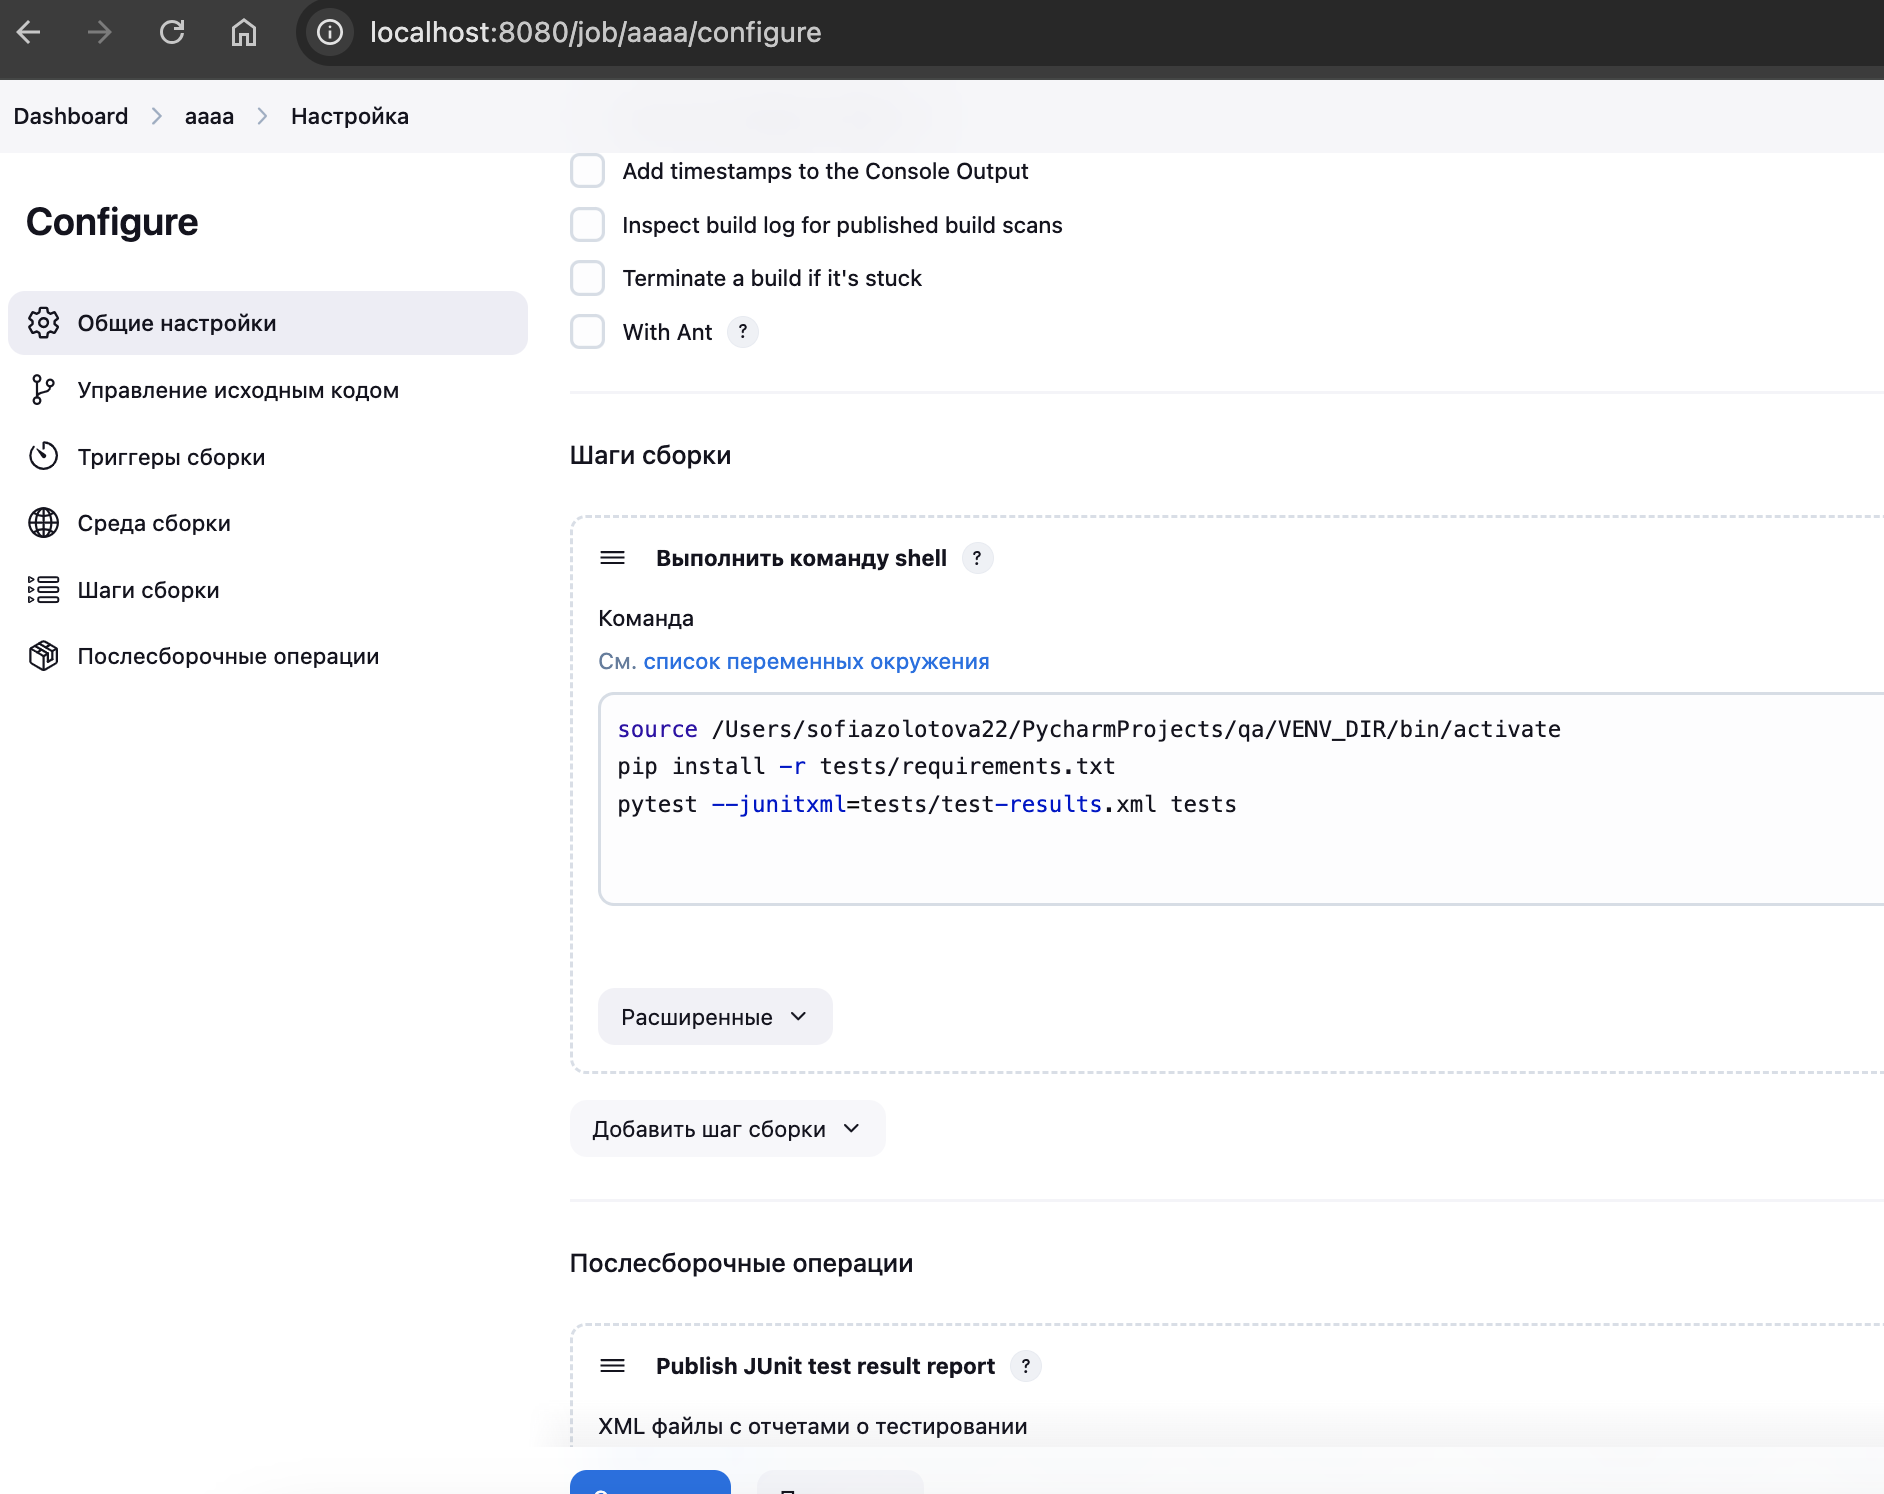 localhost:8080/job/aaaa/configure
Dashboard > aaaa > Настройка
Add timestamps to the Console Output
Configure
Inspect build log for published build scans
Terminate a build if it's stuck
With Ant ?
Общие настройки
Управление исходным кодом
Триггеры сборки
Среда сборки
Шаги сборки
Послесборочные операции
Шаги сборки
Выполнить команду shell ?
Команда
См. список переменных окружения
source /Users/sofiazolotova22/PycharmProjects/qa/VENV_DIR/bin/activate
pip install -r tests/requirements.txt
pytest --junitxml=tests/test-results.xml tests
Расширенные
Добавить шаг сборки
Послесборочные операции
Publish JUnit test result report ?
XML файлы с отчетами о тестировании